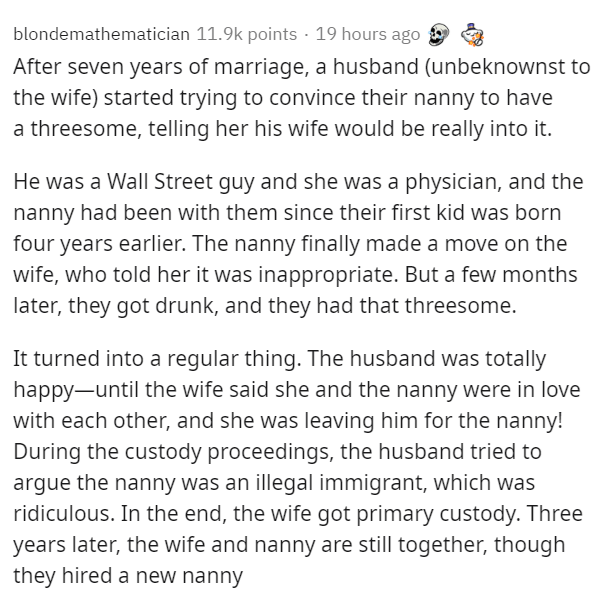 blondemathematician 11.9k points · 19 hours ago
After seven years of marriage, a husband (unbeknownst to
the wife) started trying to convince their nanny to have
a threesome, telling her his wife would be really into it.
He was a Wall Street guy and she was a physician, and the
nanny had been with them since their first kid was born
four years earlier. The nanny finally made a move on the
wife, who told her it was inappropriate. But a few months
later, they got drunk, and they had that threesome.
It turned into a regular thing. The husband was totally
happy—until the wife said she and the nanny were in love
with each other, and she was leaving him for the nanny!
During the custody proceedings, the husband tried to
argue the nanny was an illegal immigrant, which was
ridiculous. In the end, the wife got primary custody. Three
years later, the wife and nanny are still together, though
they hired a new nanny